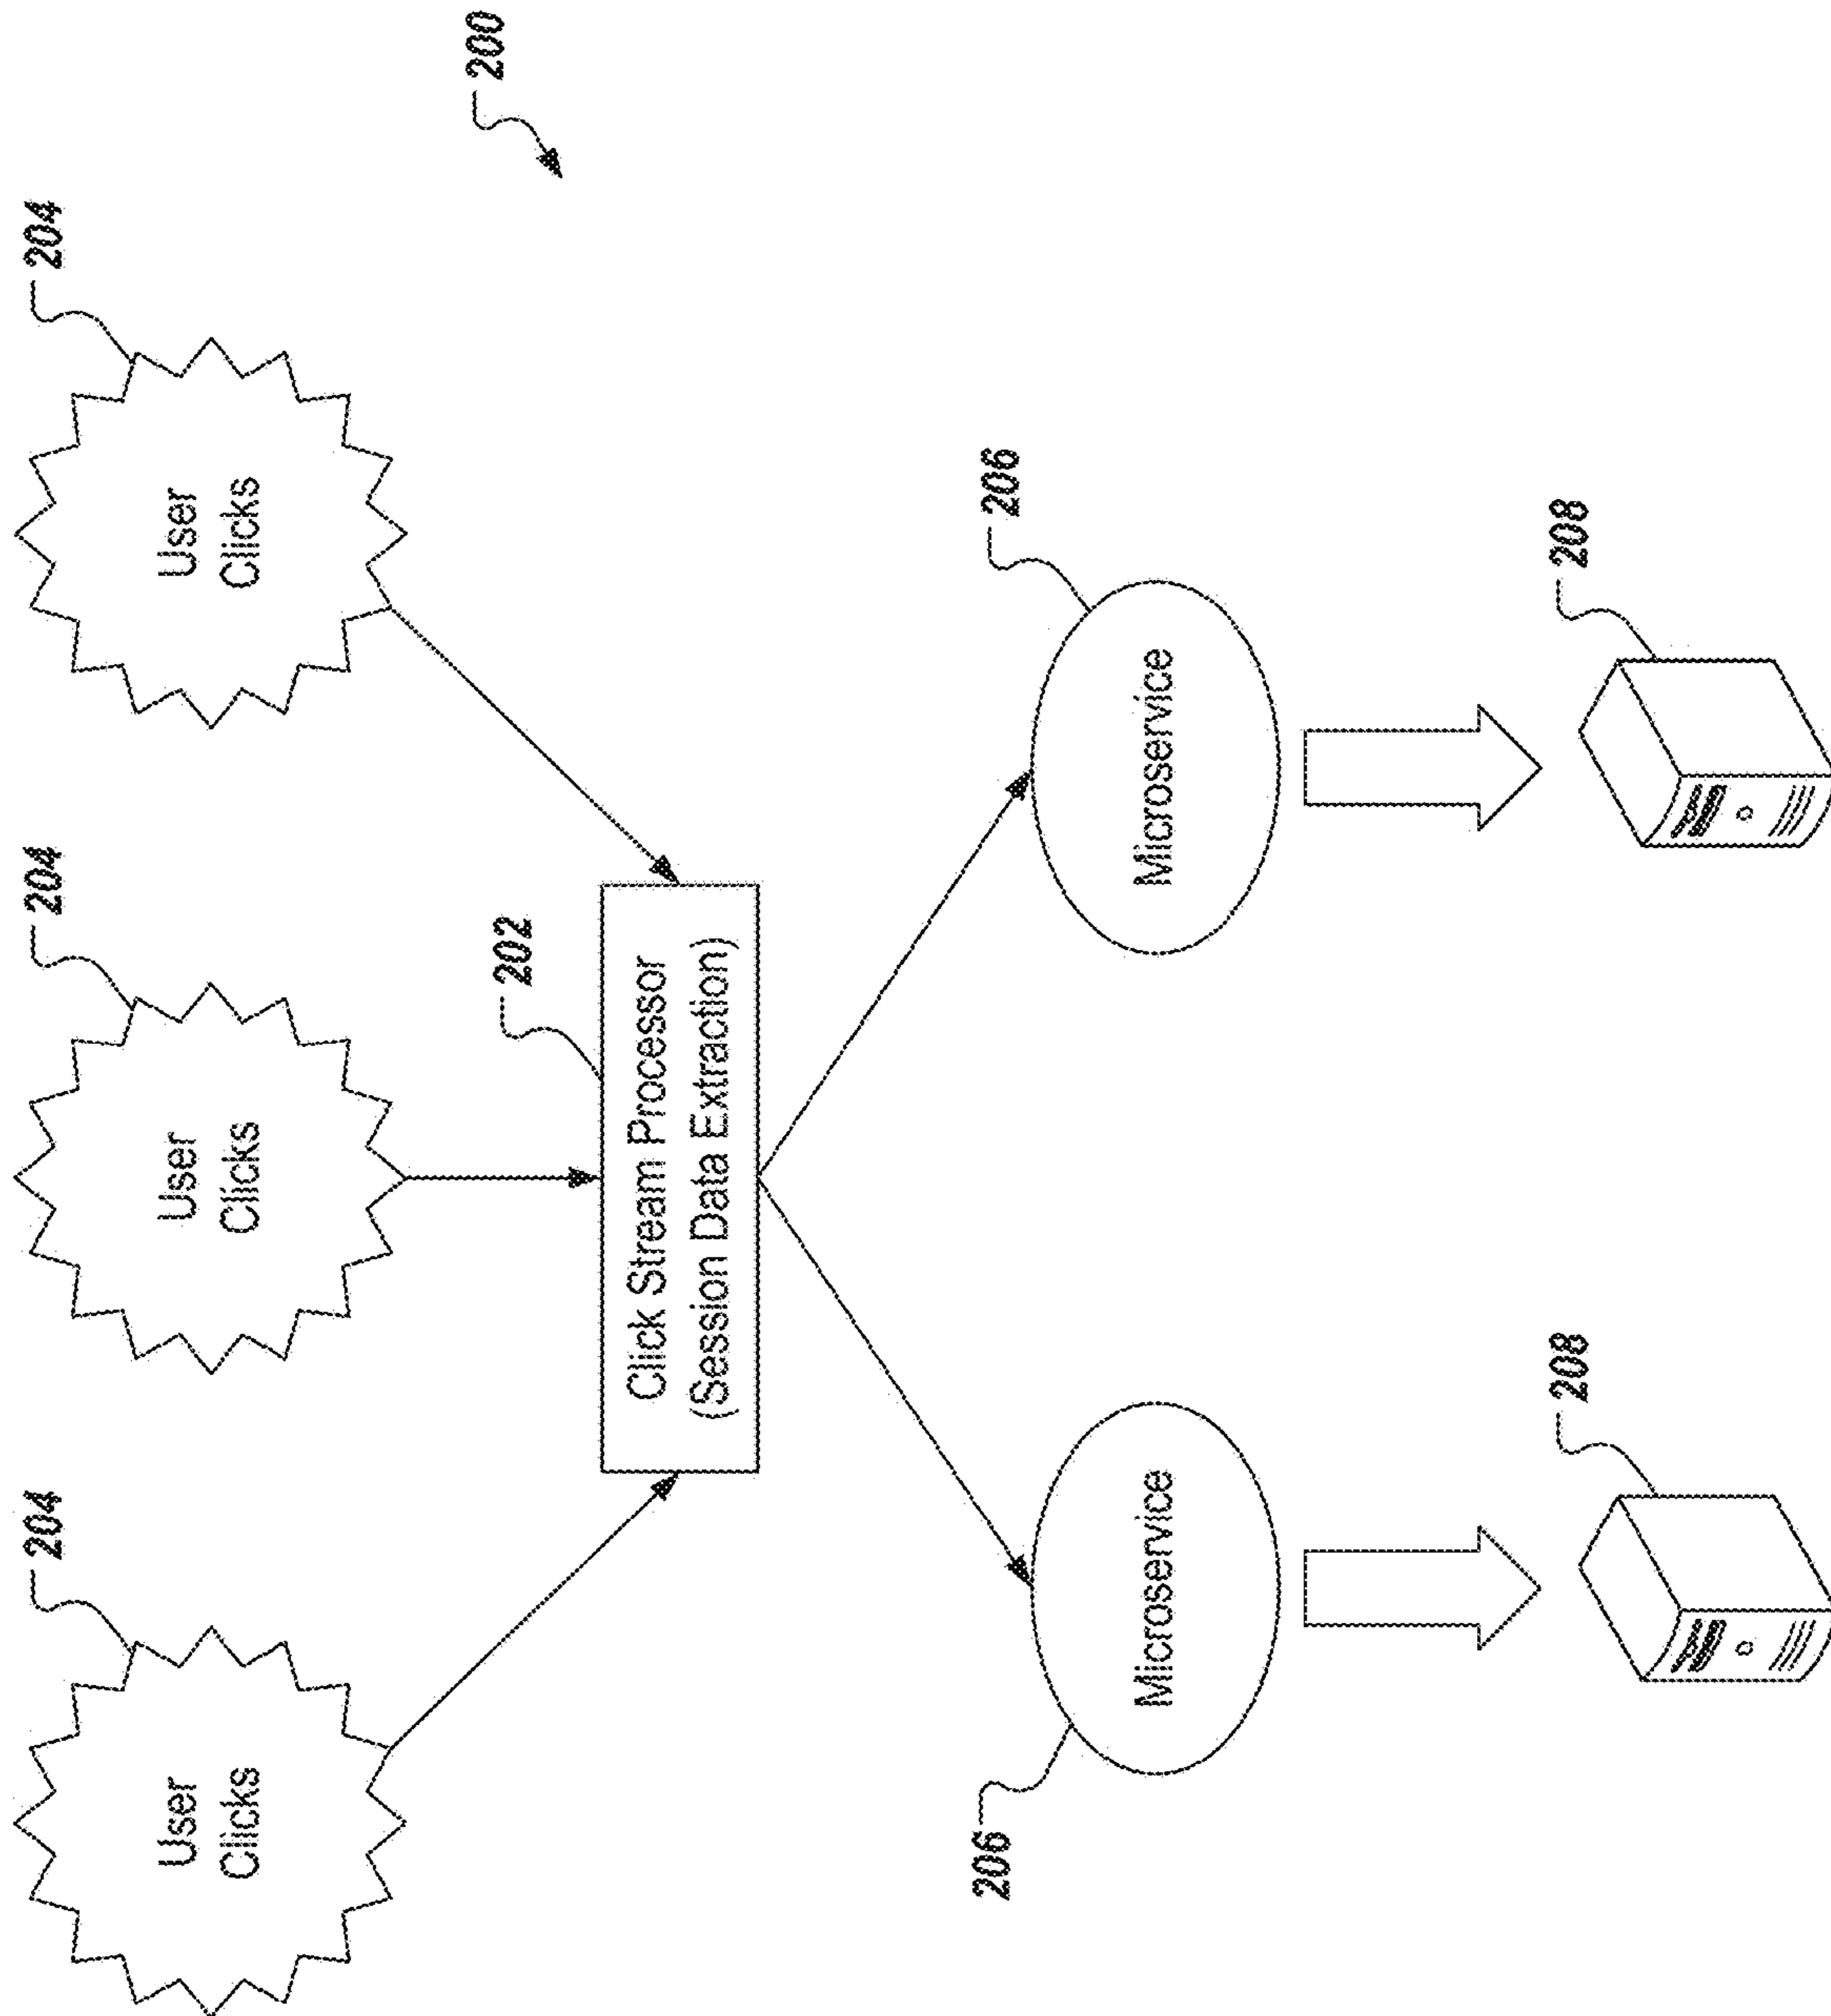 204
204
204
200
User
Clicks
User
Clicks
User
Clicks
202
Click Stream Processor
(Session Data Extraction)
206
206
Microservice
Microservice
208
208